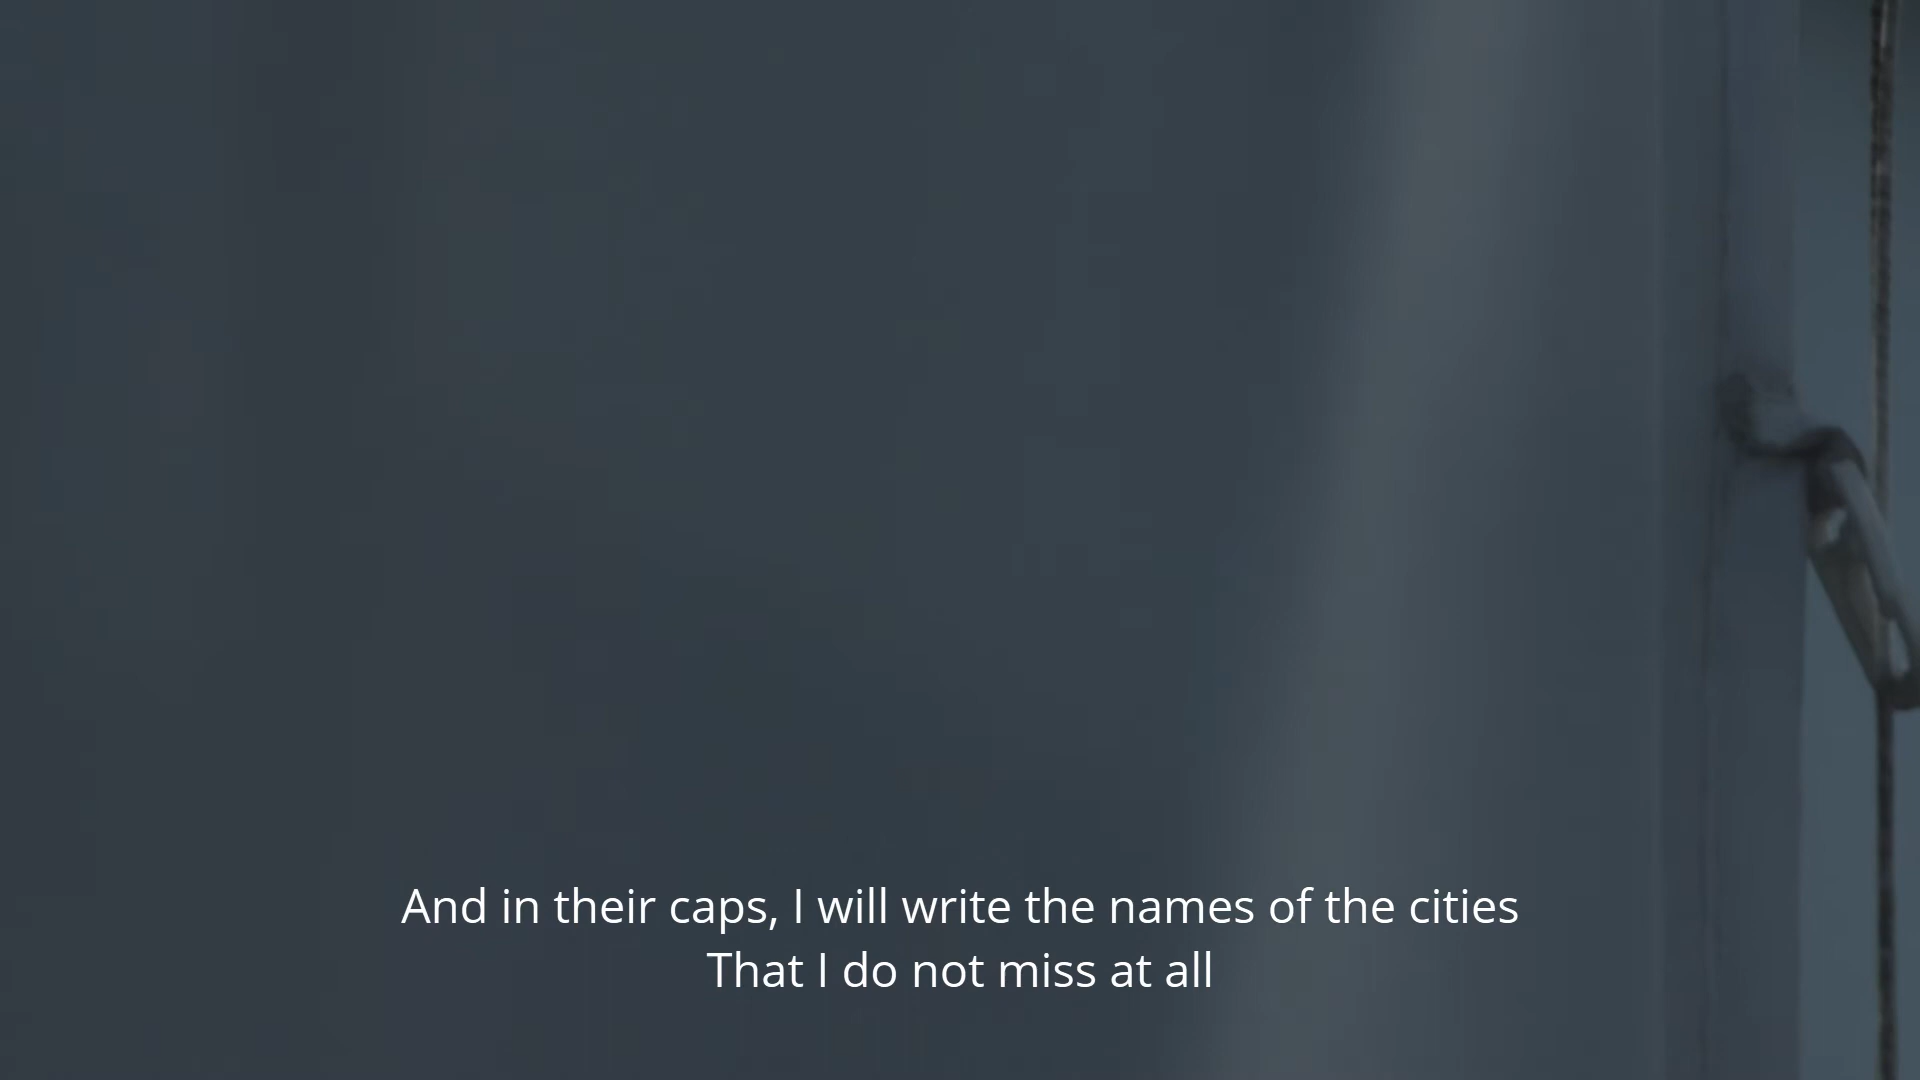 And in their caps, I will write the names of the cities
That I do not miss at all